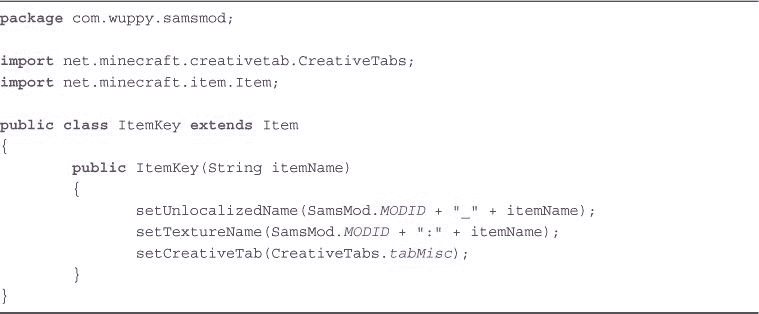 package com.wuppy.samsmod;

import net.minecraft.creativetab.CreativeTabs;
import net.minecraft.item.Item;

public class ItemKey extends Item
{
        public ItemKey(String itemName)
        {
               setUnlocalizedName(SamsMod.MODID + "_" + itemName);
               setTextureName(SamsMod.MODID + ":" + itemName);
               setCreativeTab(CreativeTabs.tabMisc);
        }
}